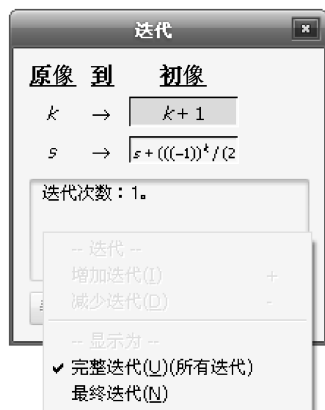 迭代
原像 到 初像
k → k + 1
s → s + (((-1))^k / (2
迭代次数：1。
-- 迭代 --
增加迭代(I) +
减少迭代(D) -
-- 显示为 --
✔ 完整迭代(U)(所有迭代)
最终迭代(N)